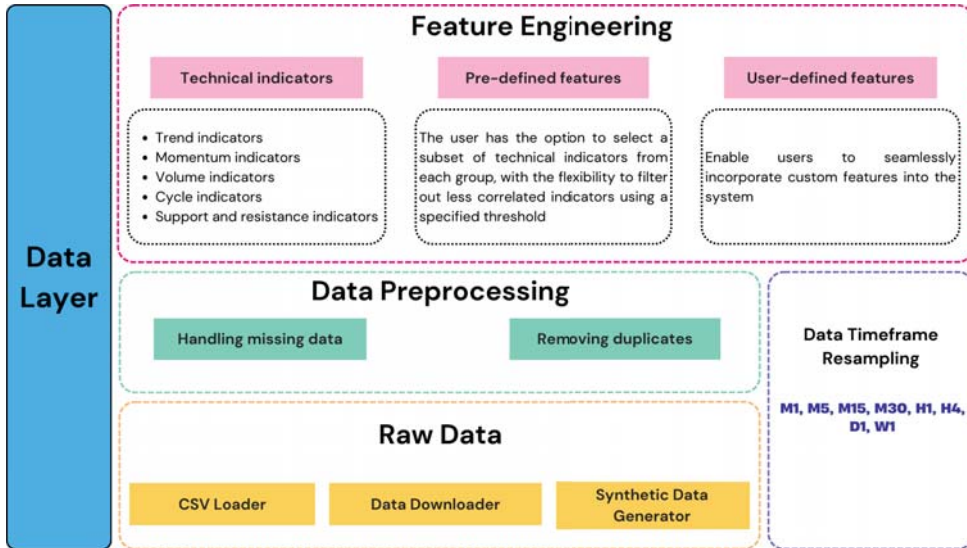 Data
Layer
Feature Engineering
Technical indicators
• Trend indicators
• Momentum indicators
• Volume indicators
• Cycle indicators
• Support and resistance indicators
Pre-defined features
The user has the option to select a
subset of technical indicators from
each group, with the flexibility to filter
out less correlated indicators using a
specified threshold
User-defined features
Enable users to seamlessly
incorporate custom features into the
system
Data Preprocessing
Handling missing data
Removing duplicates
Data Timeframe
Resampling
M1, M5, M15, M30, H1, H4,
D1, W1
Raw Data
CSV Loader
Data Downloader
Synthetic Data
Generator